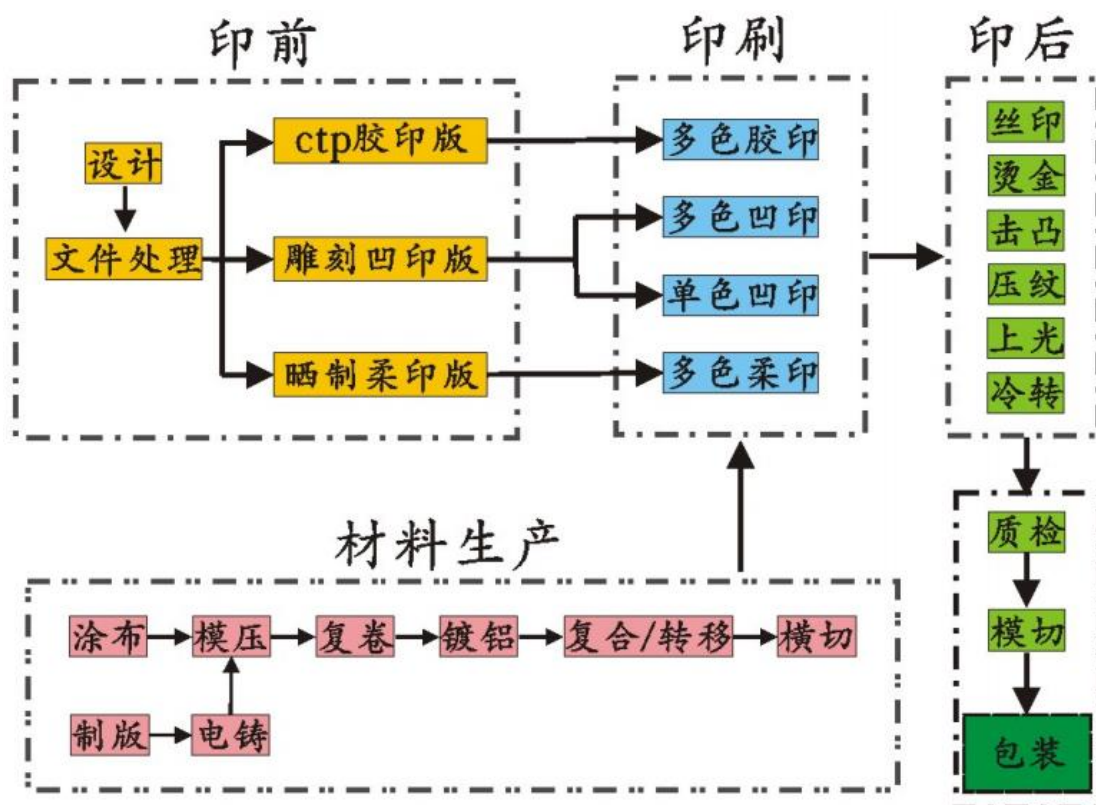 印前
设计
文件处理
ctp胶印版
雕刻凹印版
晒制柔印版
印刷
多色胶印
多色凹印
单色凹印
多色柔印
印后
丝印
烫金
击凸
压纹
上光
冷转
质检
模切
包装
材料生产
涂布
模压
复卷
镀铝
复合/转移
横切
制版
电铸